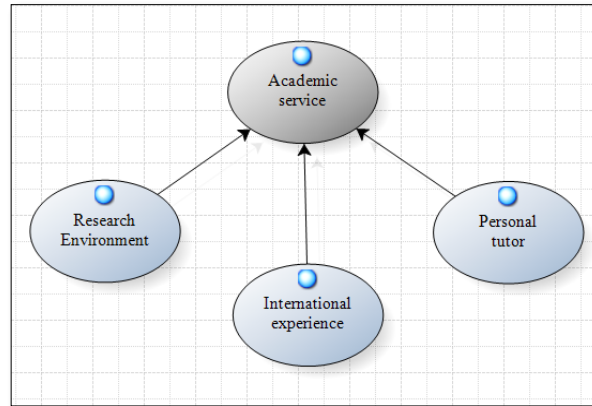 Academic
service
Research
Environment
Personal
tutor
International
experience